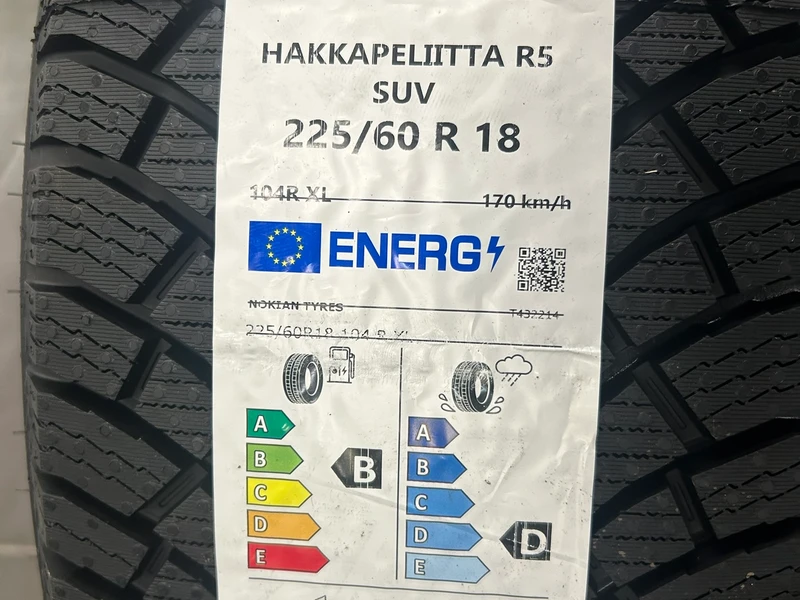 HAKKAPELIITTA R5
SUV
225/60 R 18
104R XL 170 km/h
ENERG
NOKIAN TYRES T432214
225/60R18 104 R XL
A A
B B B
C C
D D D
E E